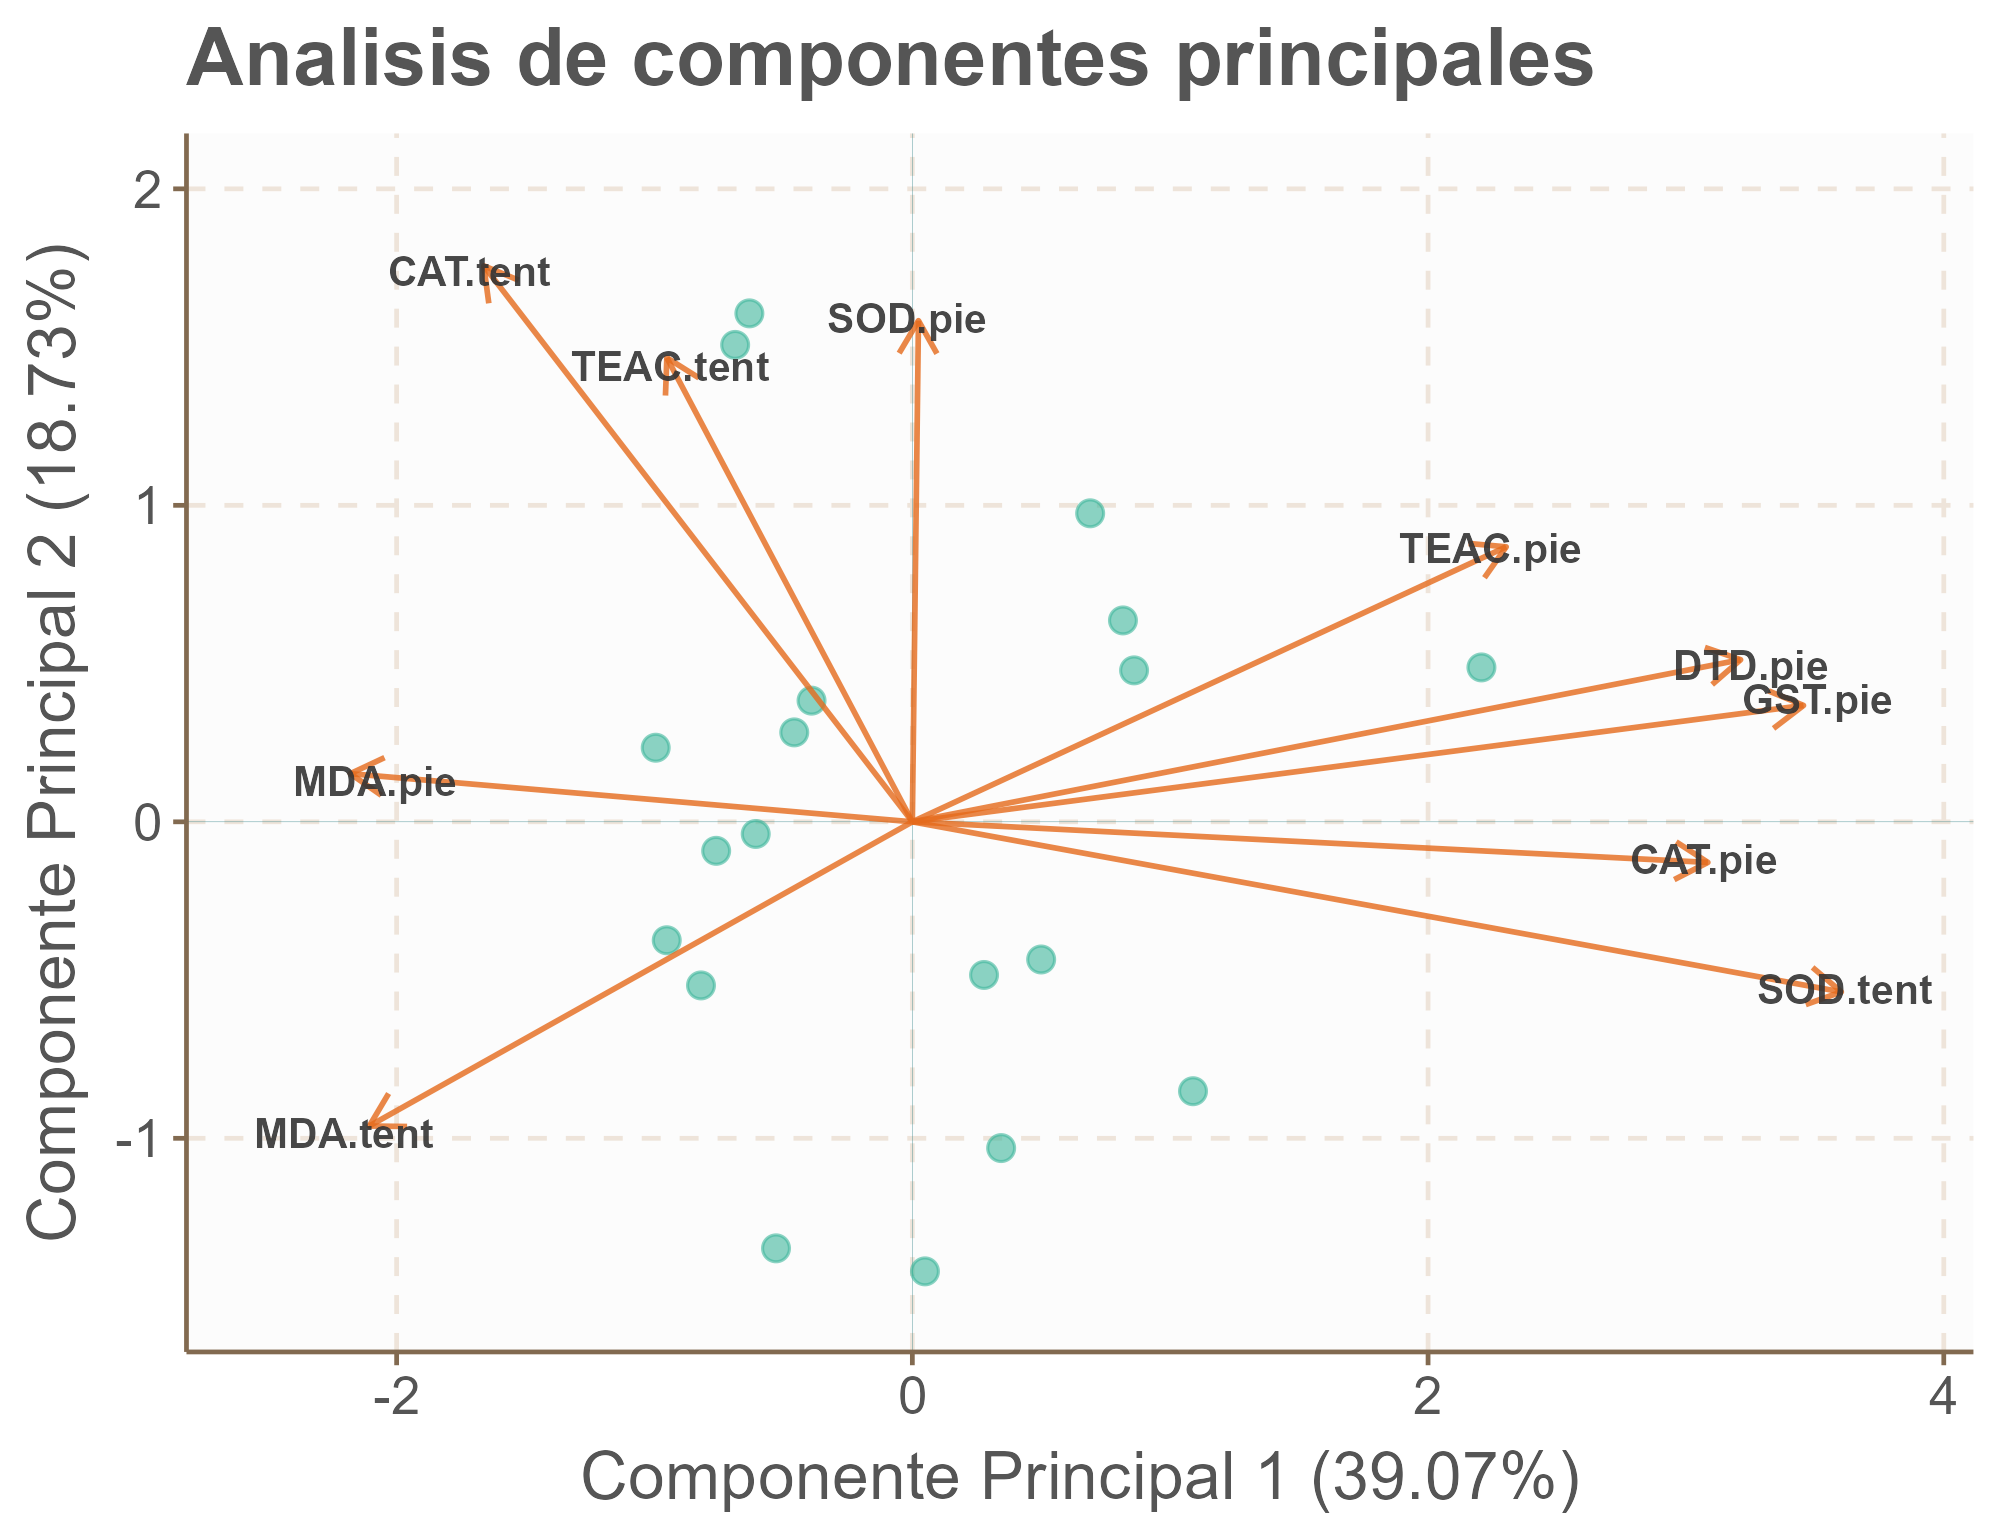 Analisis de componentes principales
Componente Principal 2 (18.73%)
2
1
0
-1
CAT.tent
SOD.pie
TEAC.tent
TEAC.pie
DTD.pie
GST.pie
MDA.pie
CAT.pie
SOD.tent
MDA.tent
-2
0
2
4
Componente Principal 1 (39.07%)